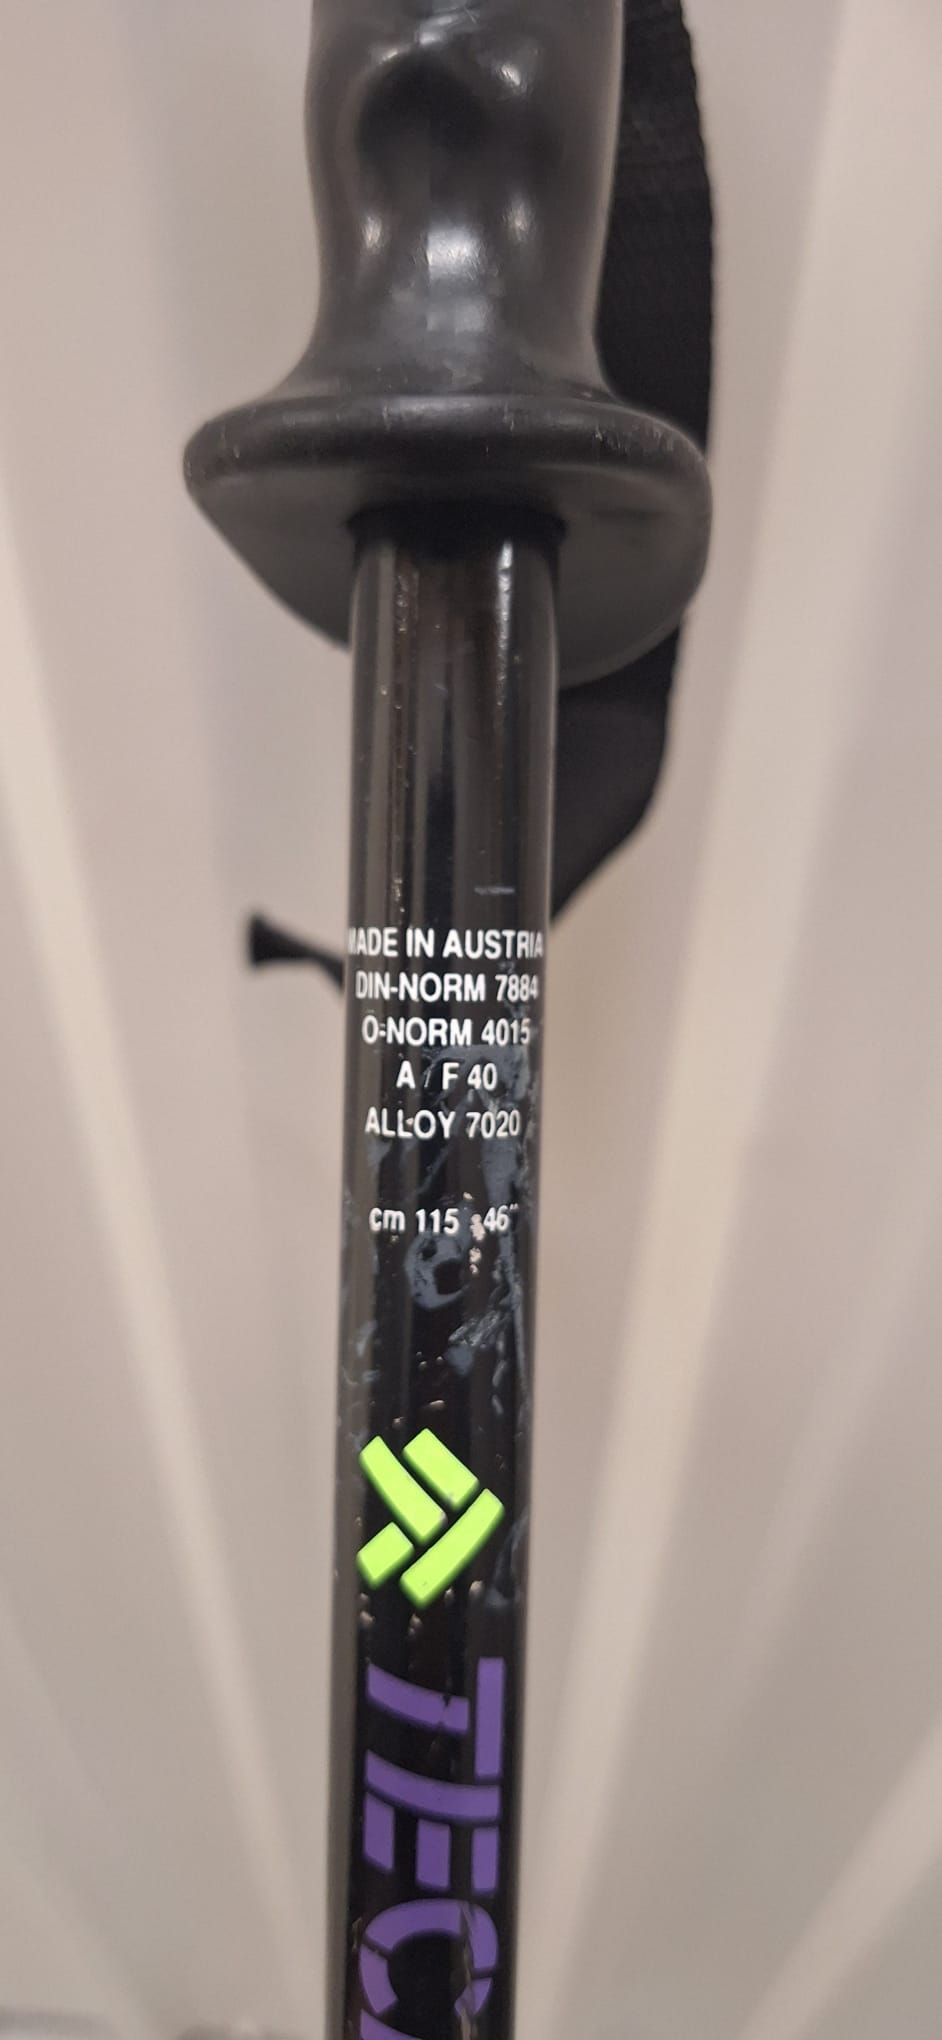 MADE IN AUSTRIA
DIN-NORM 7884
Ö-NORM 4015
A F 40
ALLOY 7020
cm 115 46"
TEC